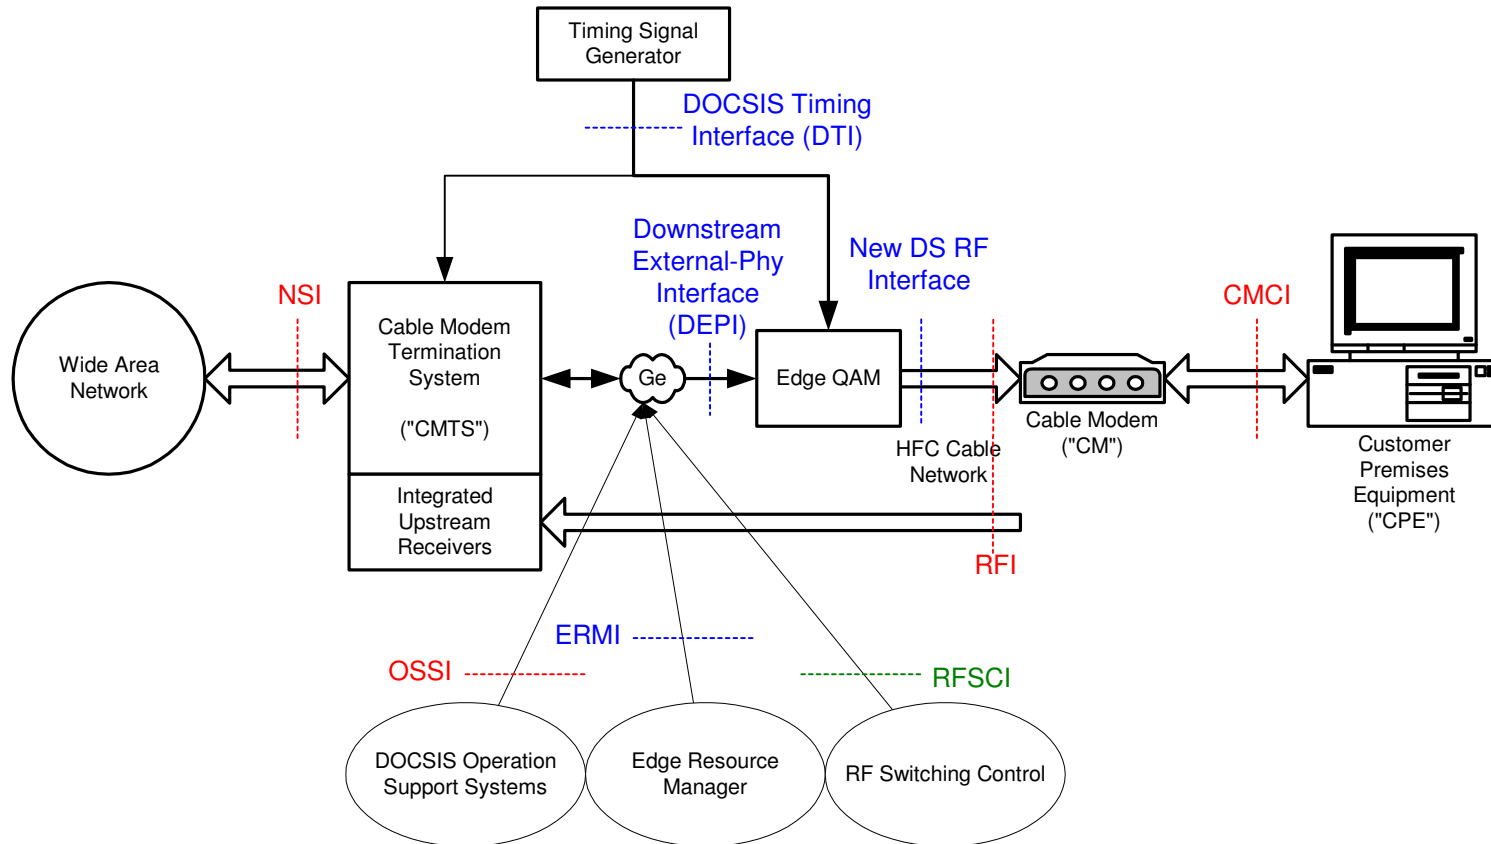 Timing Signal
Generator
DOCSIS Timing
Interface (DTI)
Downstream
External-Phy
Interface
(DEPI)
New DS RF
Interface
NSI
CMCI
Wide Area
Network
Cable Modem
Termination
System
("CMTS")
Ge
Edge QAM
Cable Modem
("CM")
HFC Cable
Network
Customer
Premises
Equipment
("CPE")
Integrated
Upstream
Receivers
RFI
ERMI
OSSI
RFSCI
DOCSIS Operation
Support Systems
Edge Resource
Manager
RF Switching Control